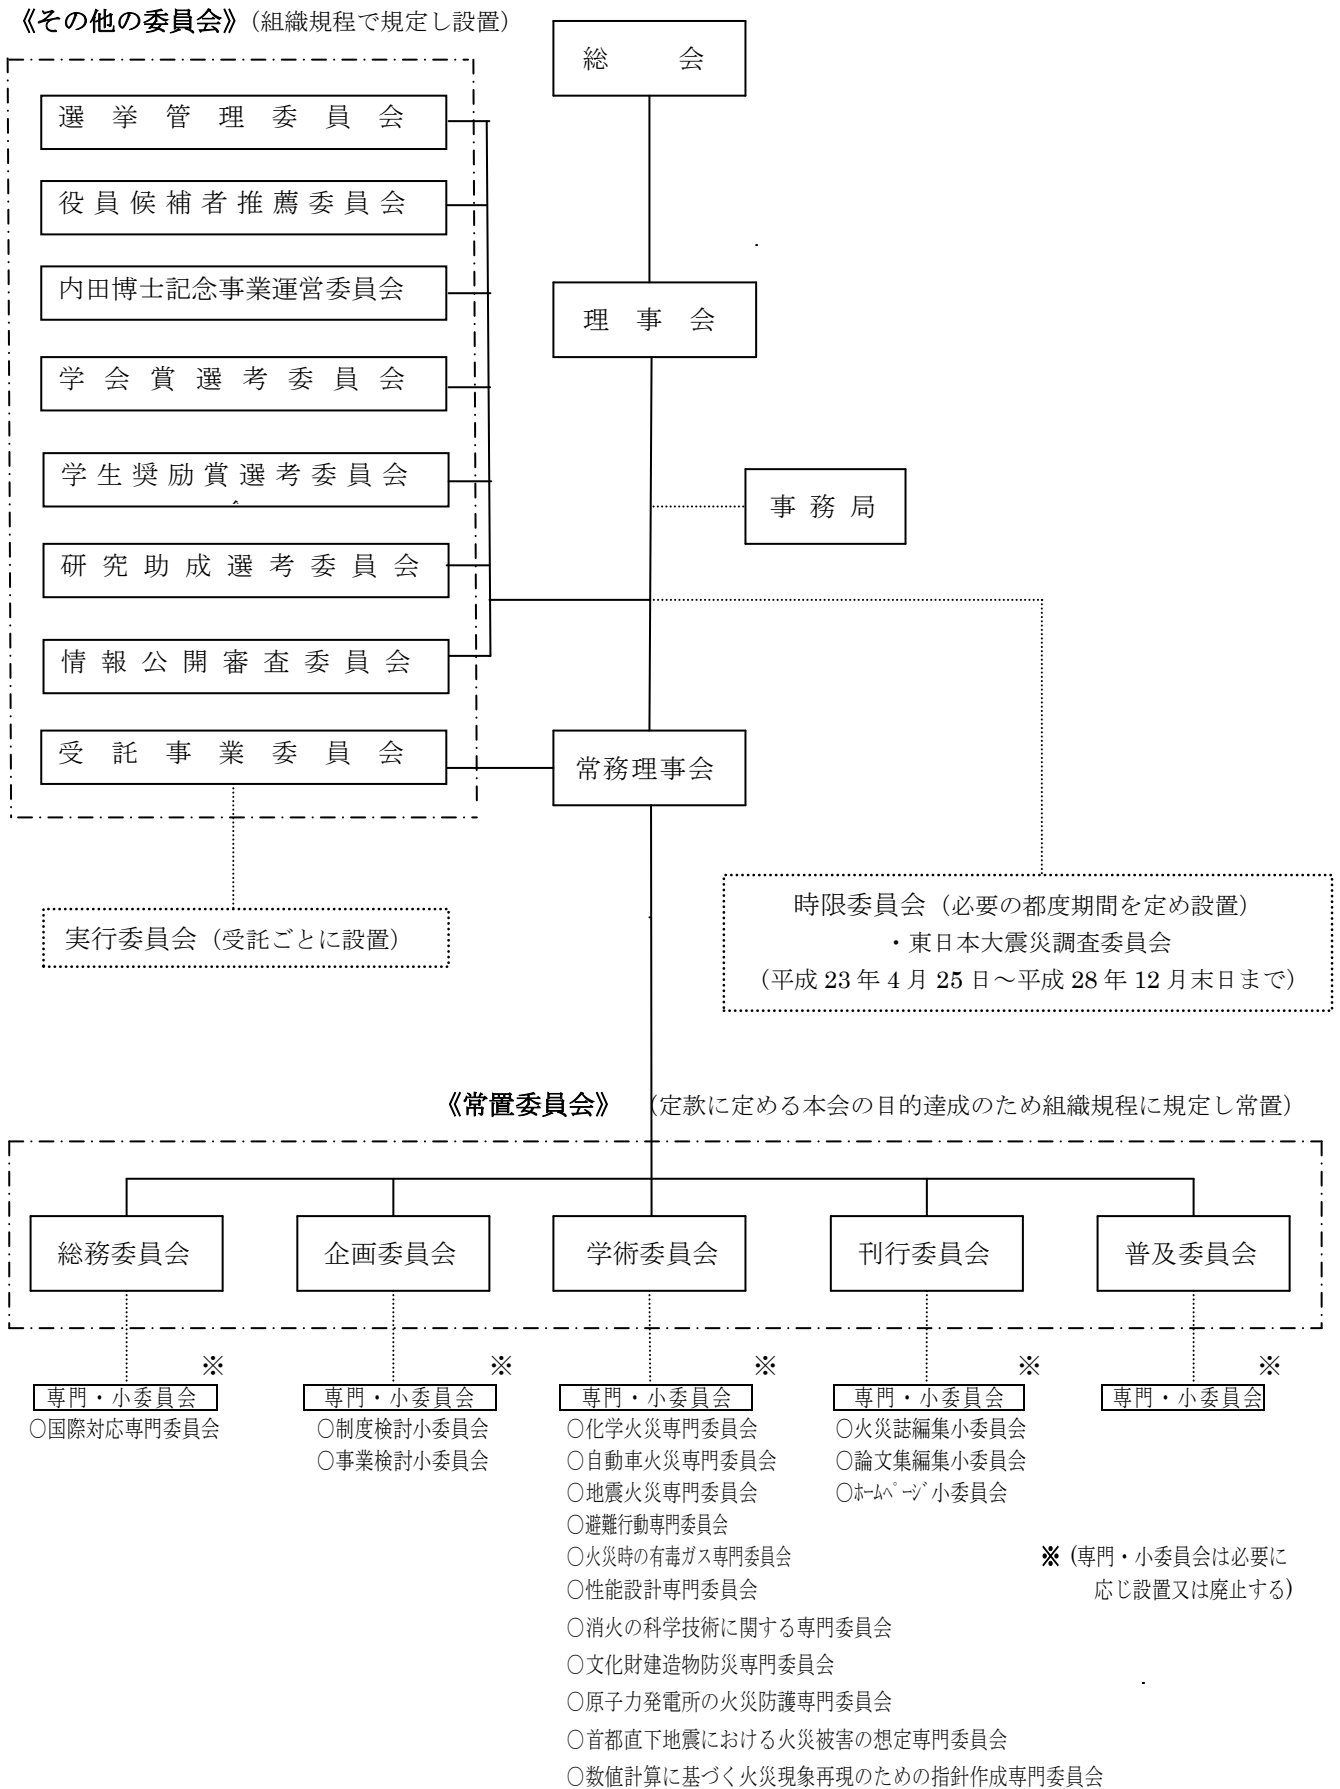 《その他の委員会》(組織規程で規定し設置)
総会
選挙管理委員会
役員候補者推薦委員会
内田博士記念事業運営委員会
理事会
学会賞選考委員会
学生奨励賞選考委員会
事務局
研究助成選考委員会
情報公開審査委員会
受託事業委員会
常務理事会
実行委員会(受託ごとに設置)
時限委員会(必要の都度期間を定め設置)
・東日本大震災調査委員会
(平成 23 年 4 月 25 日～平成 28 年 12 月末日まで)
《常置委員会》 (定款に定める本会の目的達成のため組織規程に規定し常置)
総務委員会 企画委員会 学術委員会 刊行委員会 普及委員会
※ ※ ※ ※ ※
専門・小委員会 専門・小委員会 専門・小委員会 専門・小委員会 専門・小委員会
○国際対応専門委員会 ○制度検討小委員会 ○化学火災専門委員会 ○火災誌編集小委員会
○事業検討小委員会 ○自動車火災専門委員会 ○論文集編集小委員会
○地震火災専門委員会 ○ﾎｰﾑﾍﾟｰｼﾞ小委員会
○避難行動専門委員会
○火災時の有毒ガス専門委員会 ※ (専門・小委員会は必要に
○性能設計専門委員会 応じ設置又は廃止する)
○消火の科学技術に関する専門委員会
○文化財建造物防災専門委員会
○原子力発電所の火災防護専門委員会
○首都直下地震における火災被害の想定専門委員会
○数値計算に基づく火災現象再現のための指針作成専門委員会